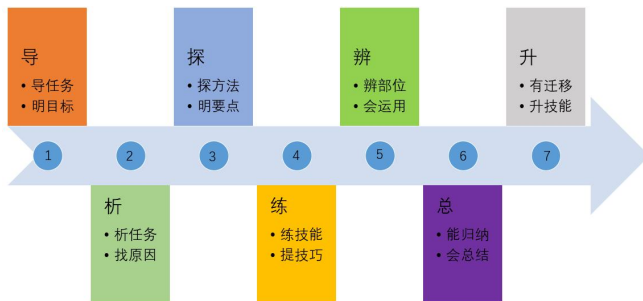 导
• 导任务
• 明目标
探
• 探方法
• 明要点
辨
• 辨部位
• 会运用
升
• 有迁移
• 升技能
1
2
3
4
5
6
7
析
• 析任务
• 找原因
练
• 练技能
• 提技巧
总
• 能归纳
• 会总结